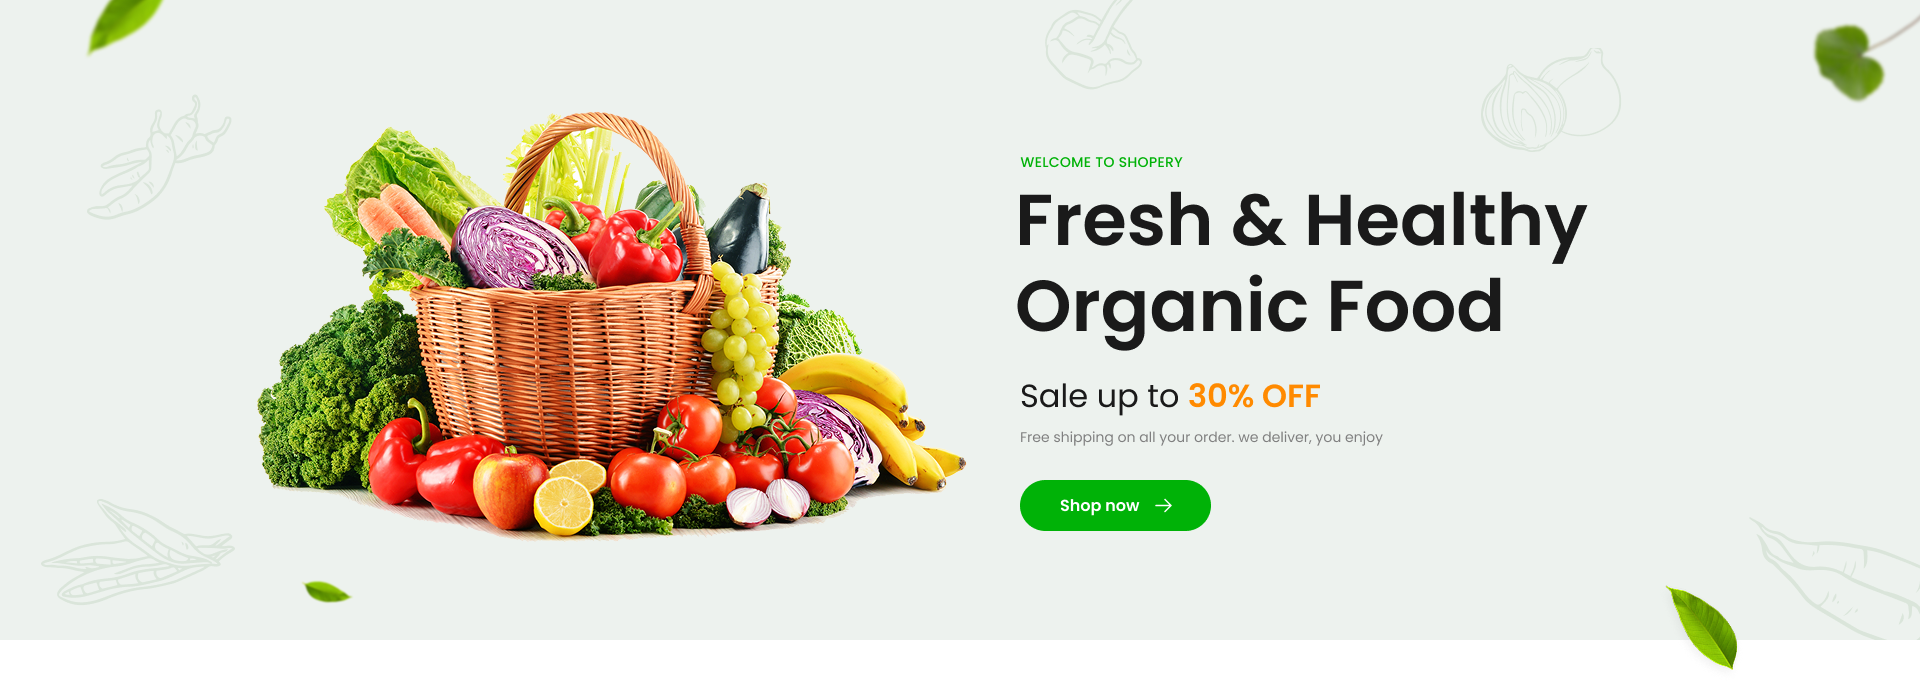 WELCOME TO SHOPERY
Fresh & Healthy
Organic Food
Sale up to 30% OFF
Free shipping on all your order. we deliver, you enjoy
Shop now